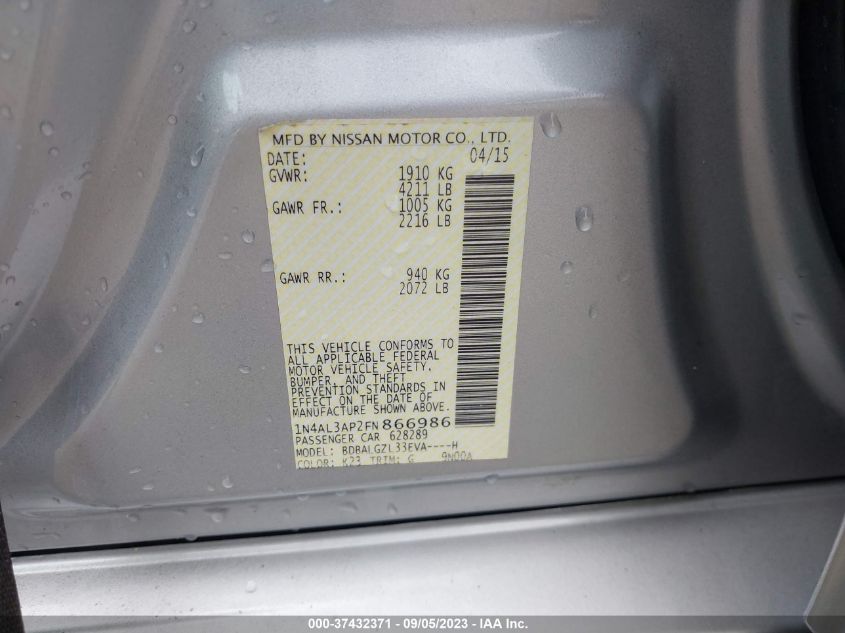 MFD BY NISSAN MOTOR CO., LTD.
DATE: 04/15
GVWR: 1910 KG
4211 LB
GAWR FR.: 1005 KG
2216 LB
GAWR RR.: 940 KG
2072 LB
THIS VEHICLE CONFORMS TO
ALL APPLICABLE FEDERAL
MOTOR VEHICLE SAFETY,
BUMPER, AND THEFT
PREVENTION STANDARDS IN
EFFECT ON THE DATE OF
MANUFACTURE SHOWN ABOVE.
1N4AL3AP2FN866986
PASSENGER CAR 628289
MODEL: BDBALGZL33EVA----H
COLOR: K23 TRIM: G 9N00A
000-37432371 - 09/05/2023 - IAA Inc.